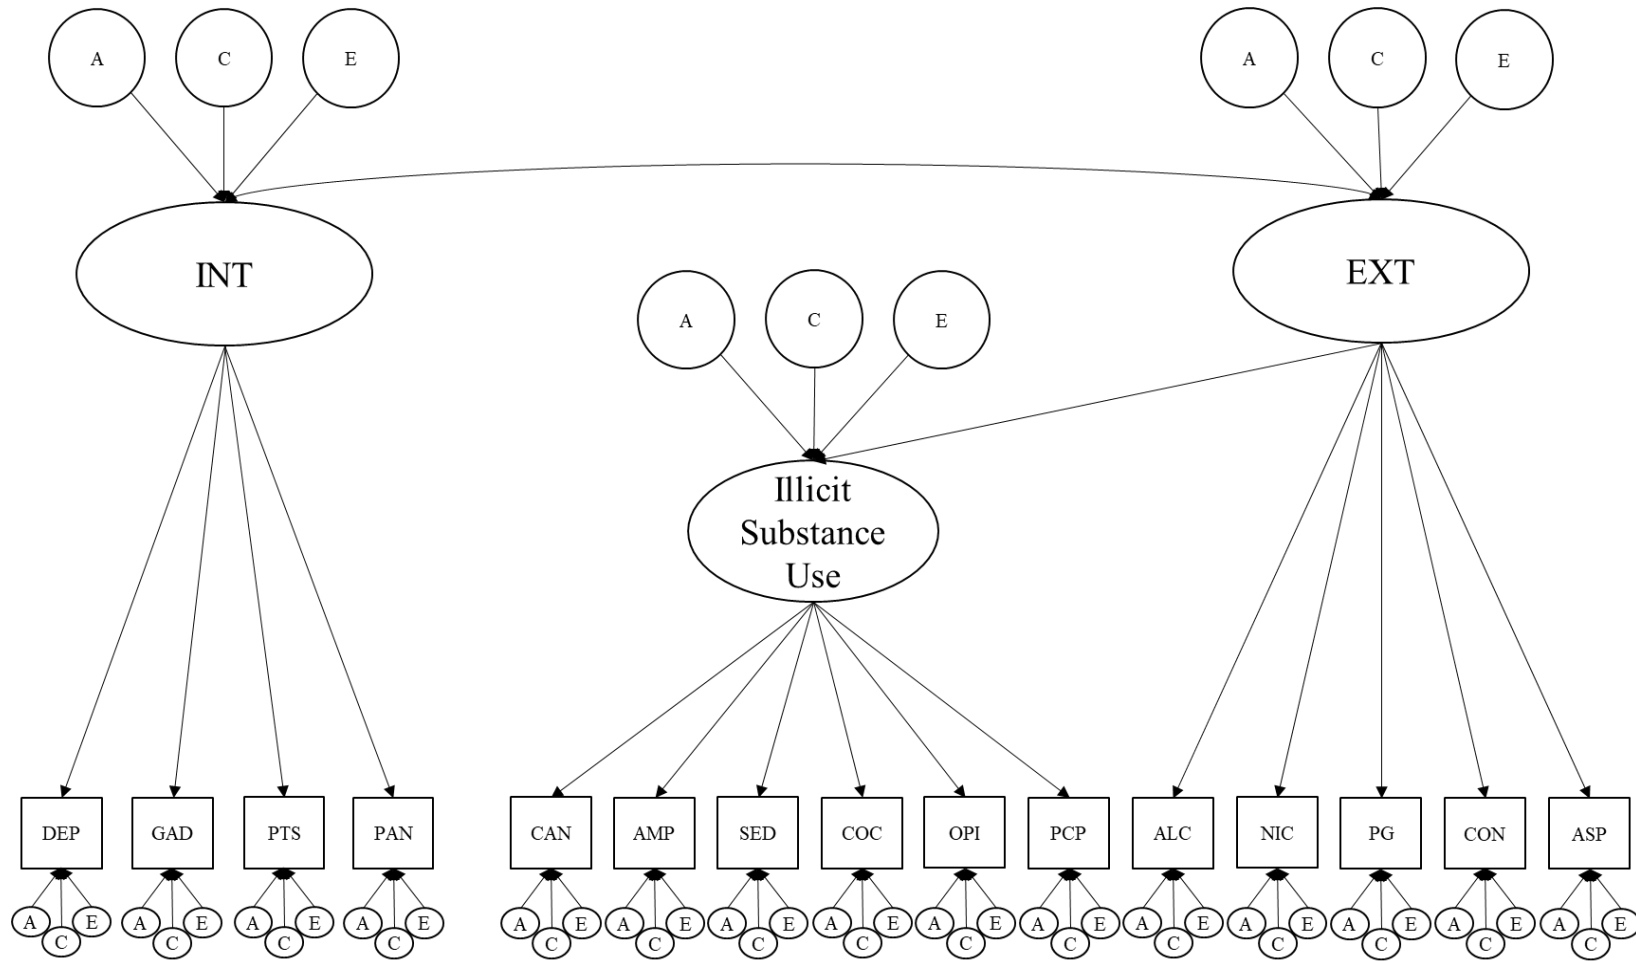 A C E
A C E
INT
EXT
A C E
Illicit
Substance
Use
DEP GAD PTS PAN CAN AMP SED COC OPI PCP ALC NIC PG CON ASP
A C E A C E A C E A C E A C E A C E A C E A C E A C E A C E A C E A C E A C E A C E A C E